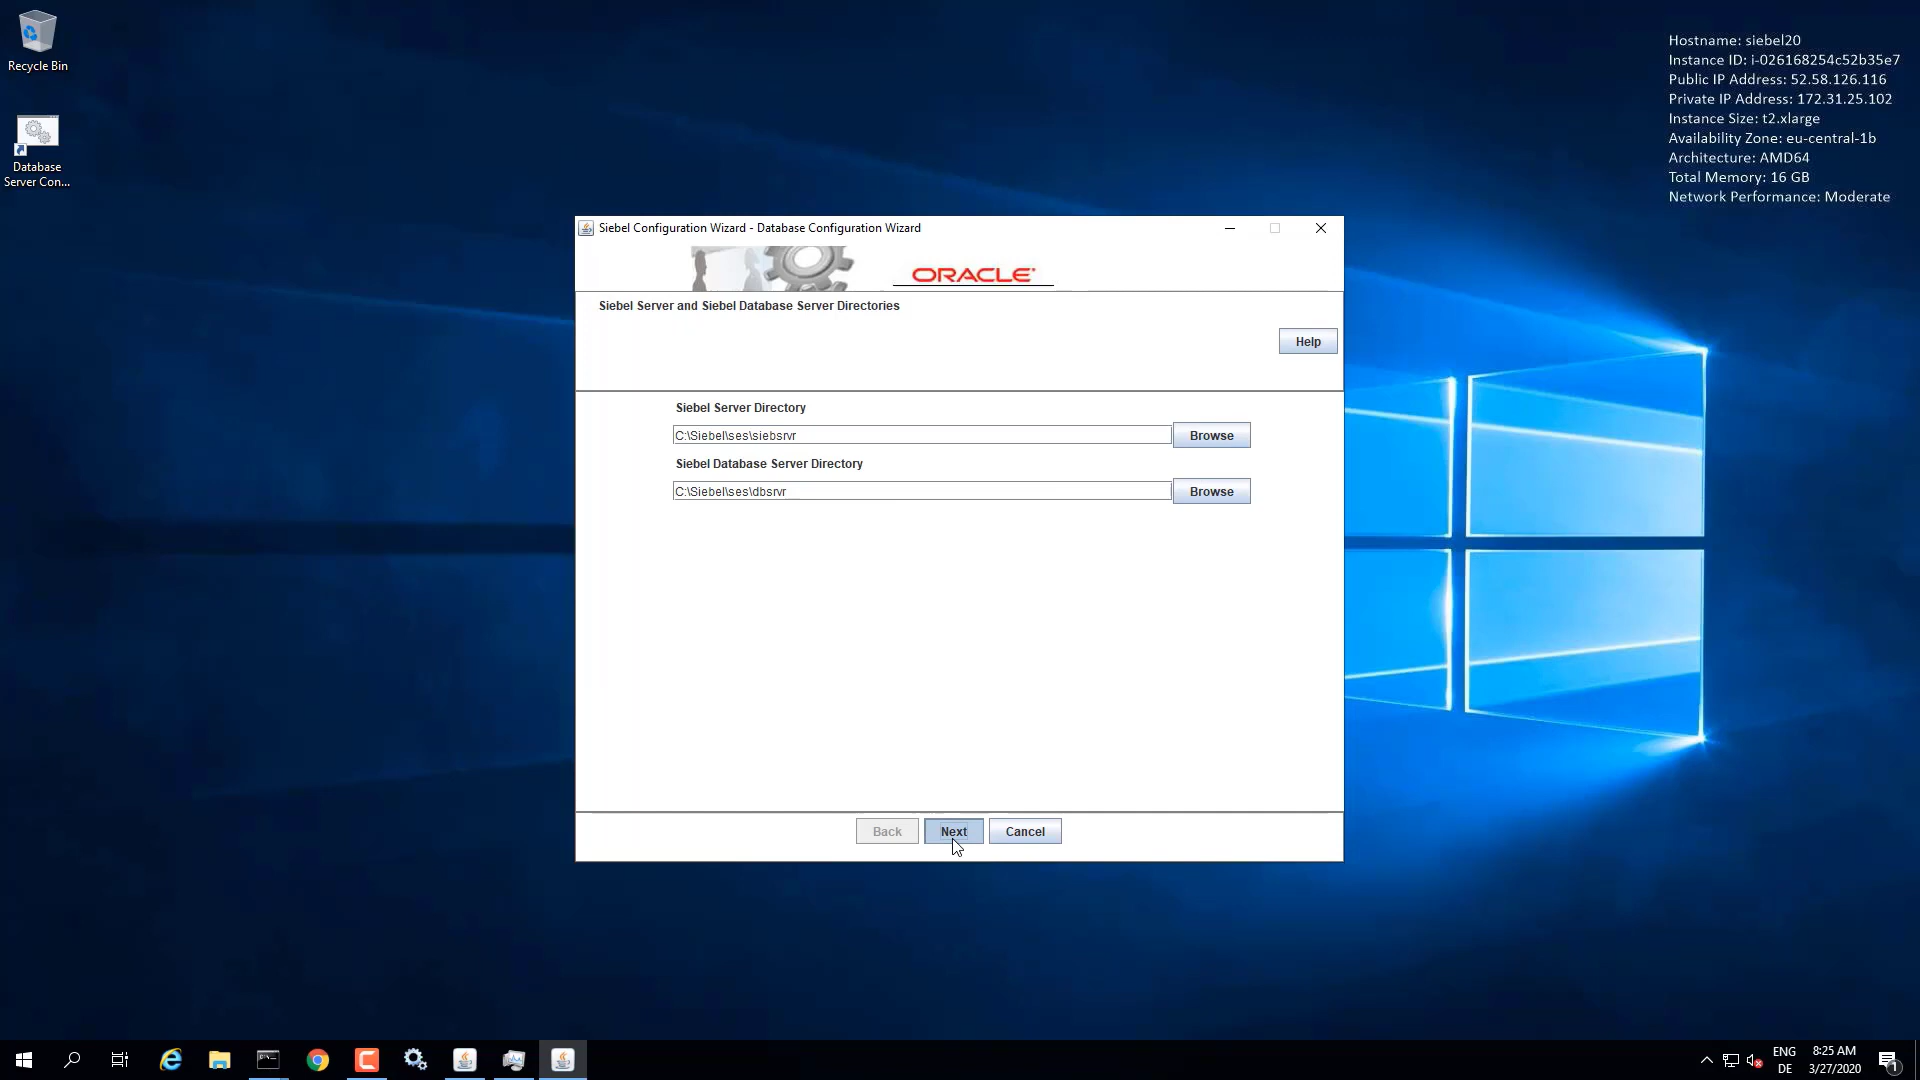 Recycle Bin
Database
Server Con...
Hostname: siebel20
Instance ID: i-026168254c52b35e7
Public IP Address: 52.58.126.116
Private IP Address: 172.31.25.102
Instance Size: t2.xlarge
Availability Zone: eu-central-1b
Architecture: AMD64
Total Memory: 16 GB
Network Performance: Moderate
Siebel Configuration Wizard - Database Configuration Wizard
ORACLE
Siebel Server and Siebel Database Server Directories
Help
Siebel Server Directory
C:\Siebel\ses\siebsrvr
Browse
Siebel Database Server Directory
C:\Siebel\ses\dbsrvr
Browse
Back
Next
Cancel
ENG
DE
8:25 AM
3/27/2020
1